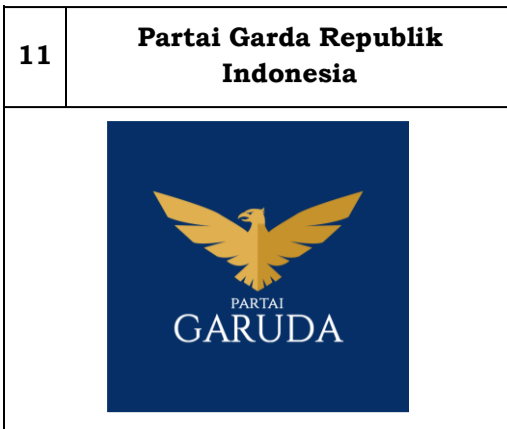 11
Partai Garda Republik
Indonesia
PARTAI
GARUDA